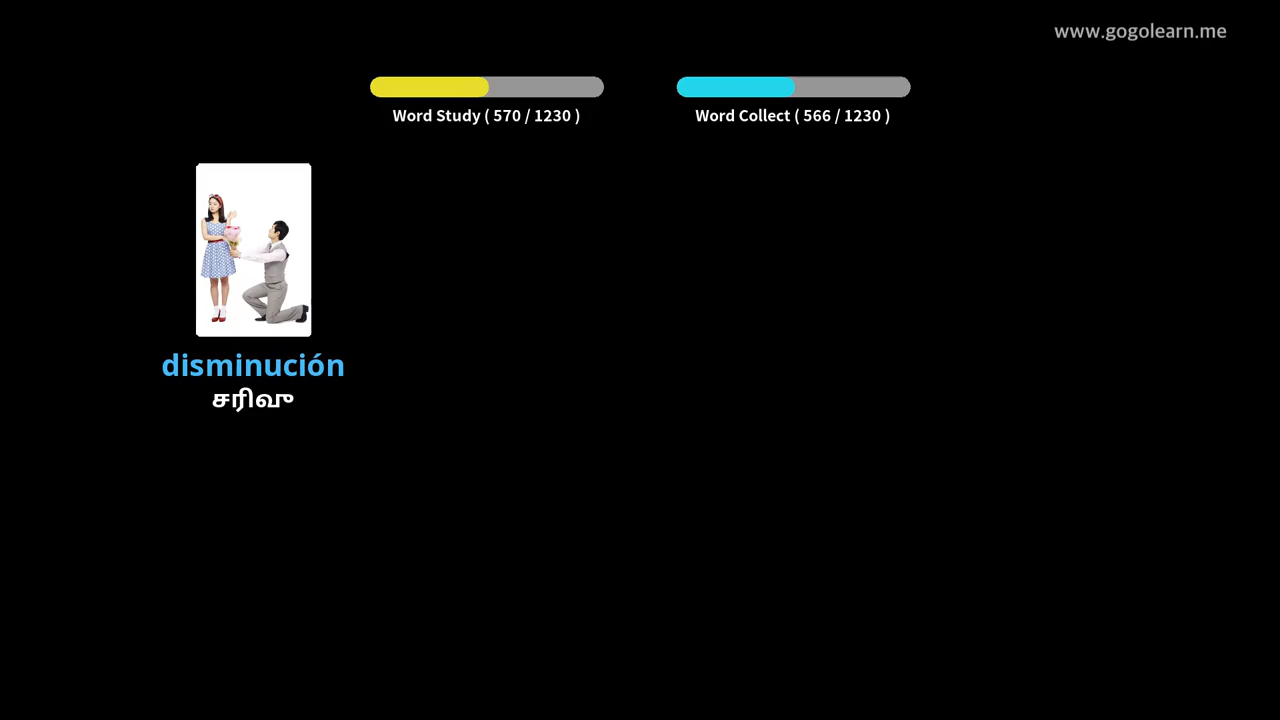 www.gogolearn.me
Word Study ( 570 / 1230 )
Word Collect ( 566 / 1230 )
disminución
சரிவு